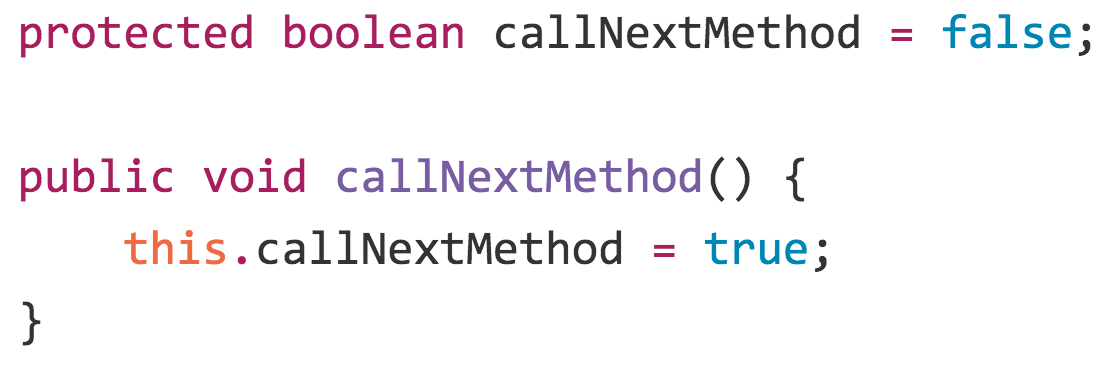 protected boolean callNextMethod = false;
public void callNextMethod() {
    this.callNextMethod = true;
}